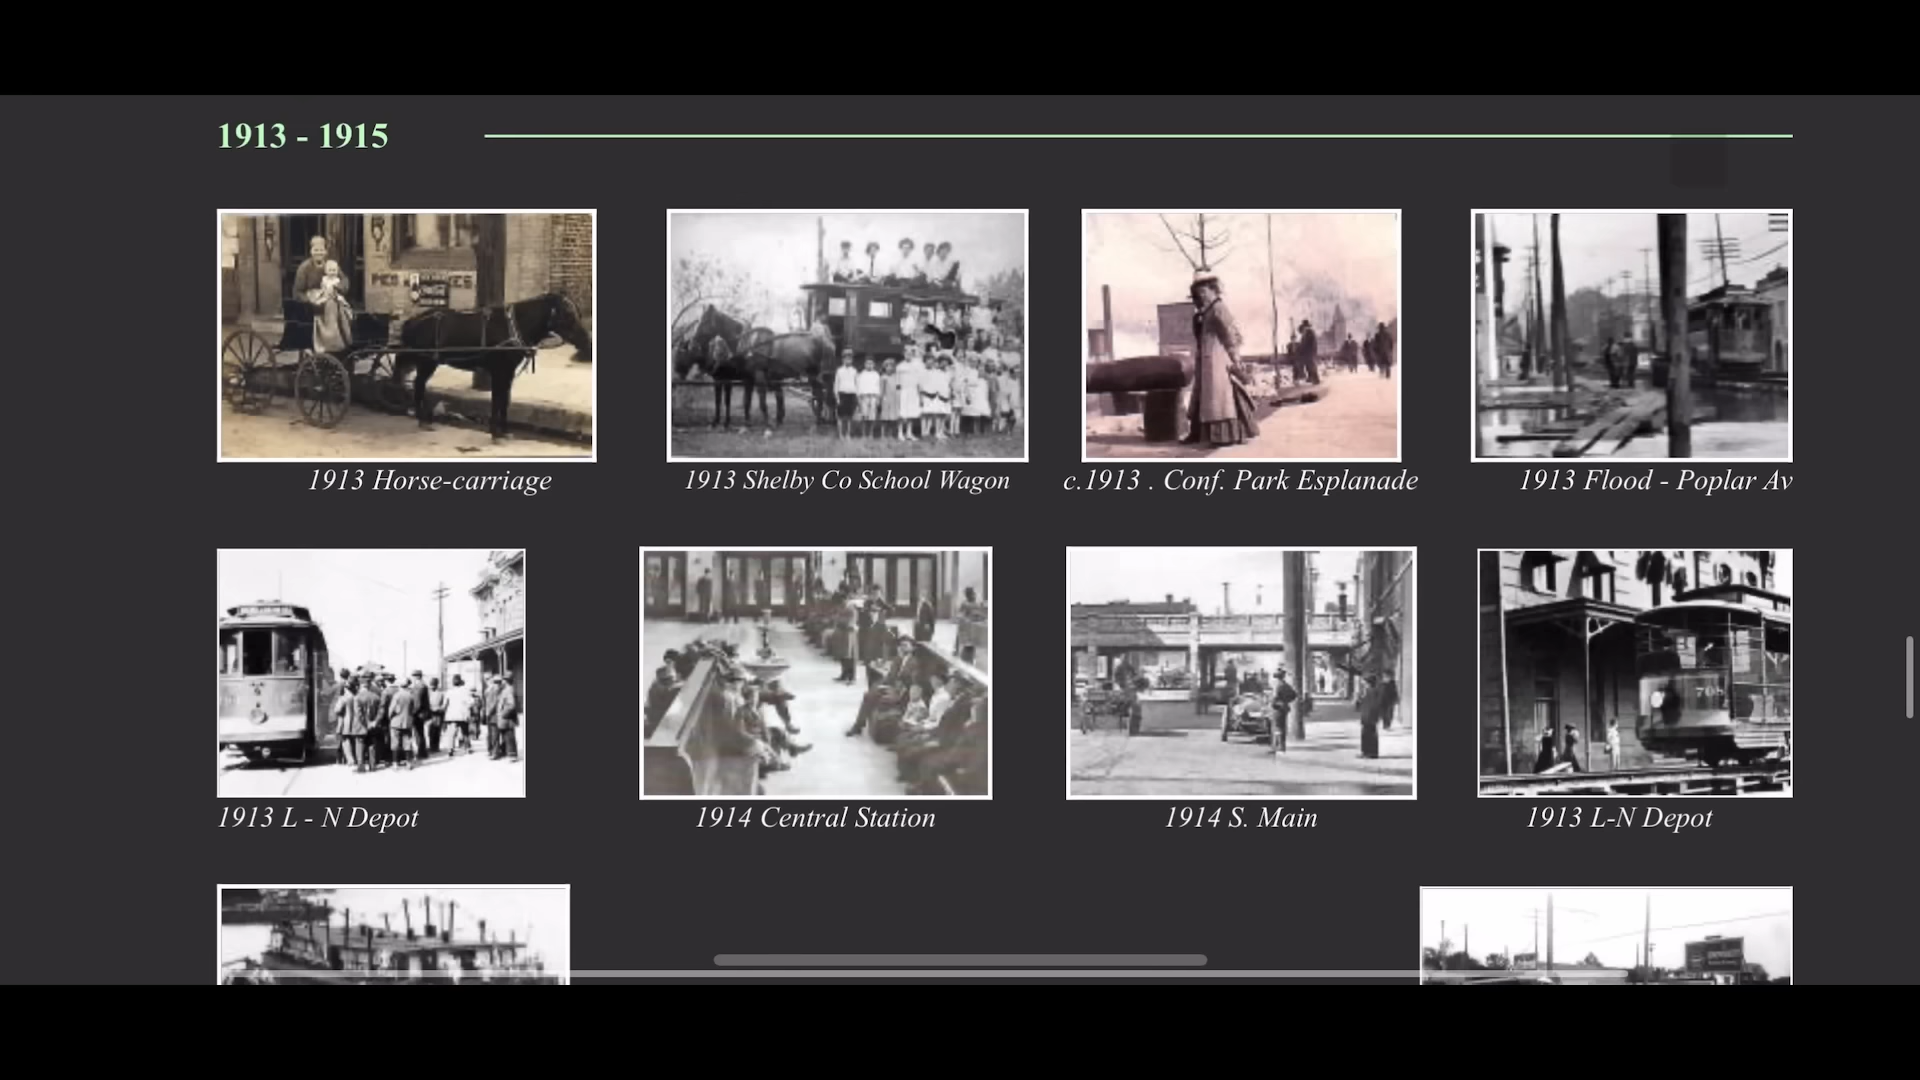 1913 - 1915
1913 Horse-carriage
1913 Shelby Co School Wagon
c.1913 . Conf. Park Esplanade
1913 Flood - Poplar Av
1913 L - N Depot
1914 Central Station
1914 S. Main
1913 L-N Depot